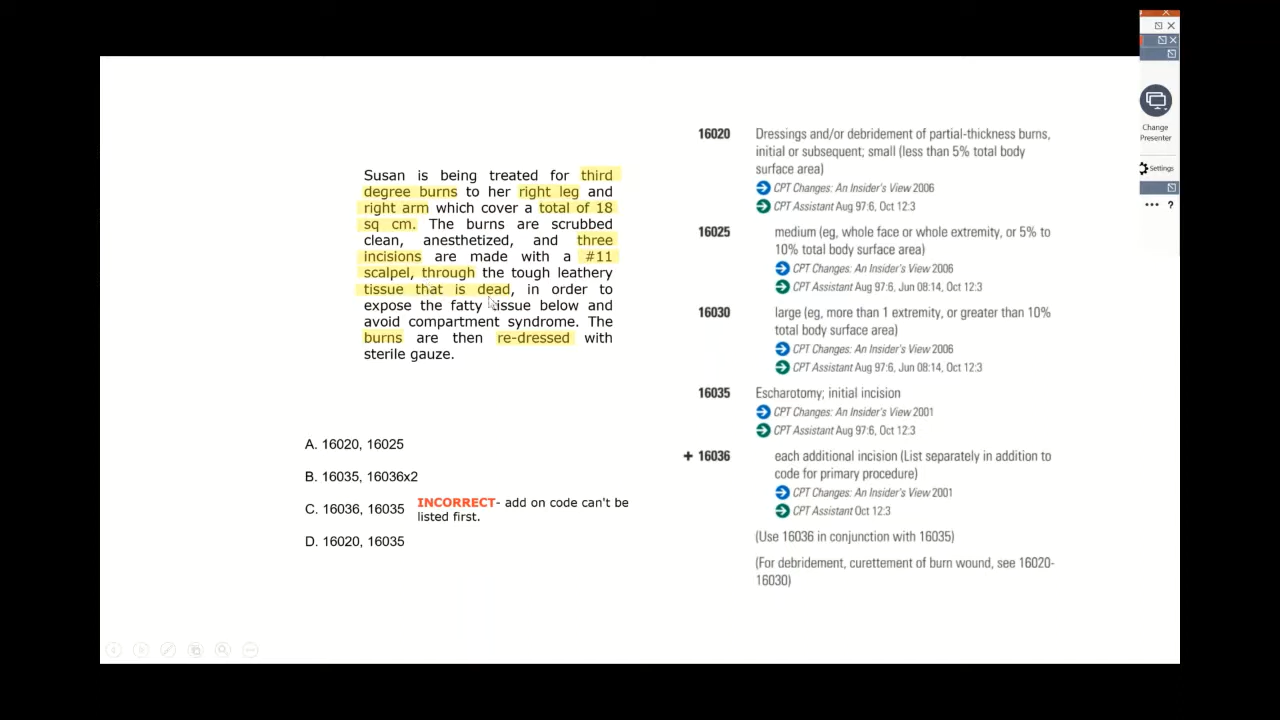 Susan is being treated for third
degree burns to her right leg and
right arm which cover a total of 18
sq cm. The burns are scrubbed
clean, anesthetized, and three
incisions are made with a #11
scalpel, through the tough leathery
tissue that is dead, in order to
expose the fatty tissue below and
avoid compartment syndrome. The
burns are then re-dressed with
sterile gauze.
A. 16020, 16025
B. 16035, 16036x2
C. 16036, 16035
INCORRECT- add on code can't be
listed first.
D. 16020, 16035
16020 Dressings and/or debridement of partial-thickness burns,
initial or subsequent; small (less than 5% total body
surface area)
CPT Changes: An Insider's View 2006
CPT Assistant Aug 97:6, Oct 12:3
16025 medium (eg, whole face or whole extremity, or 5% to
10% total body surface area)
CPT Changes: An Insider's View 2006
CPT Assistant Aug 97:6, Jun 08:14, Oct 12:3
16030 large (eg, more than 1 extremity, or greater than 10%
total body surface area)
CPT Changes: An Insider's View 2006
CPT Assistant Aug 97:6, Jun 08:14, Oct 12:3
16035 Escharotomy; initial incision
CPT Changes: An Insider's View 2001
CPT Assistant Aug 97:6, Oct 12:3
+ 16036 each additional incision (List separately in addition to
code for primary procedure)
CPT Changes: An Insider's View 2001
CPT Assistant Oct 12:3
(Use 16036 in conjunction with 16035)
(For debridement, curettement of burn wound, see 16020-
16030)
Change
Presenter
Settings
... ?